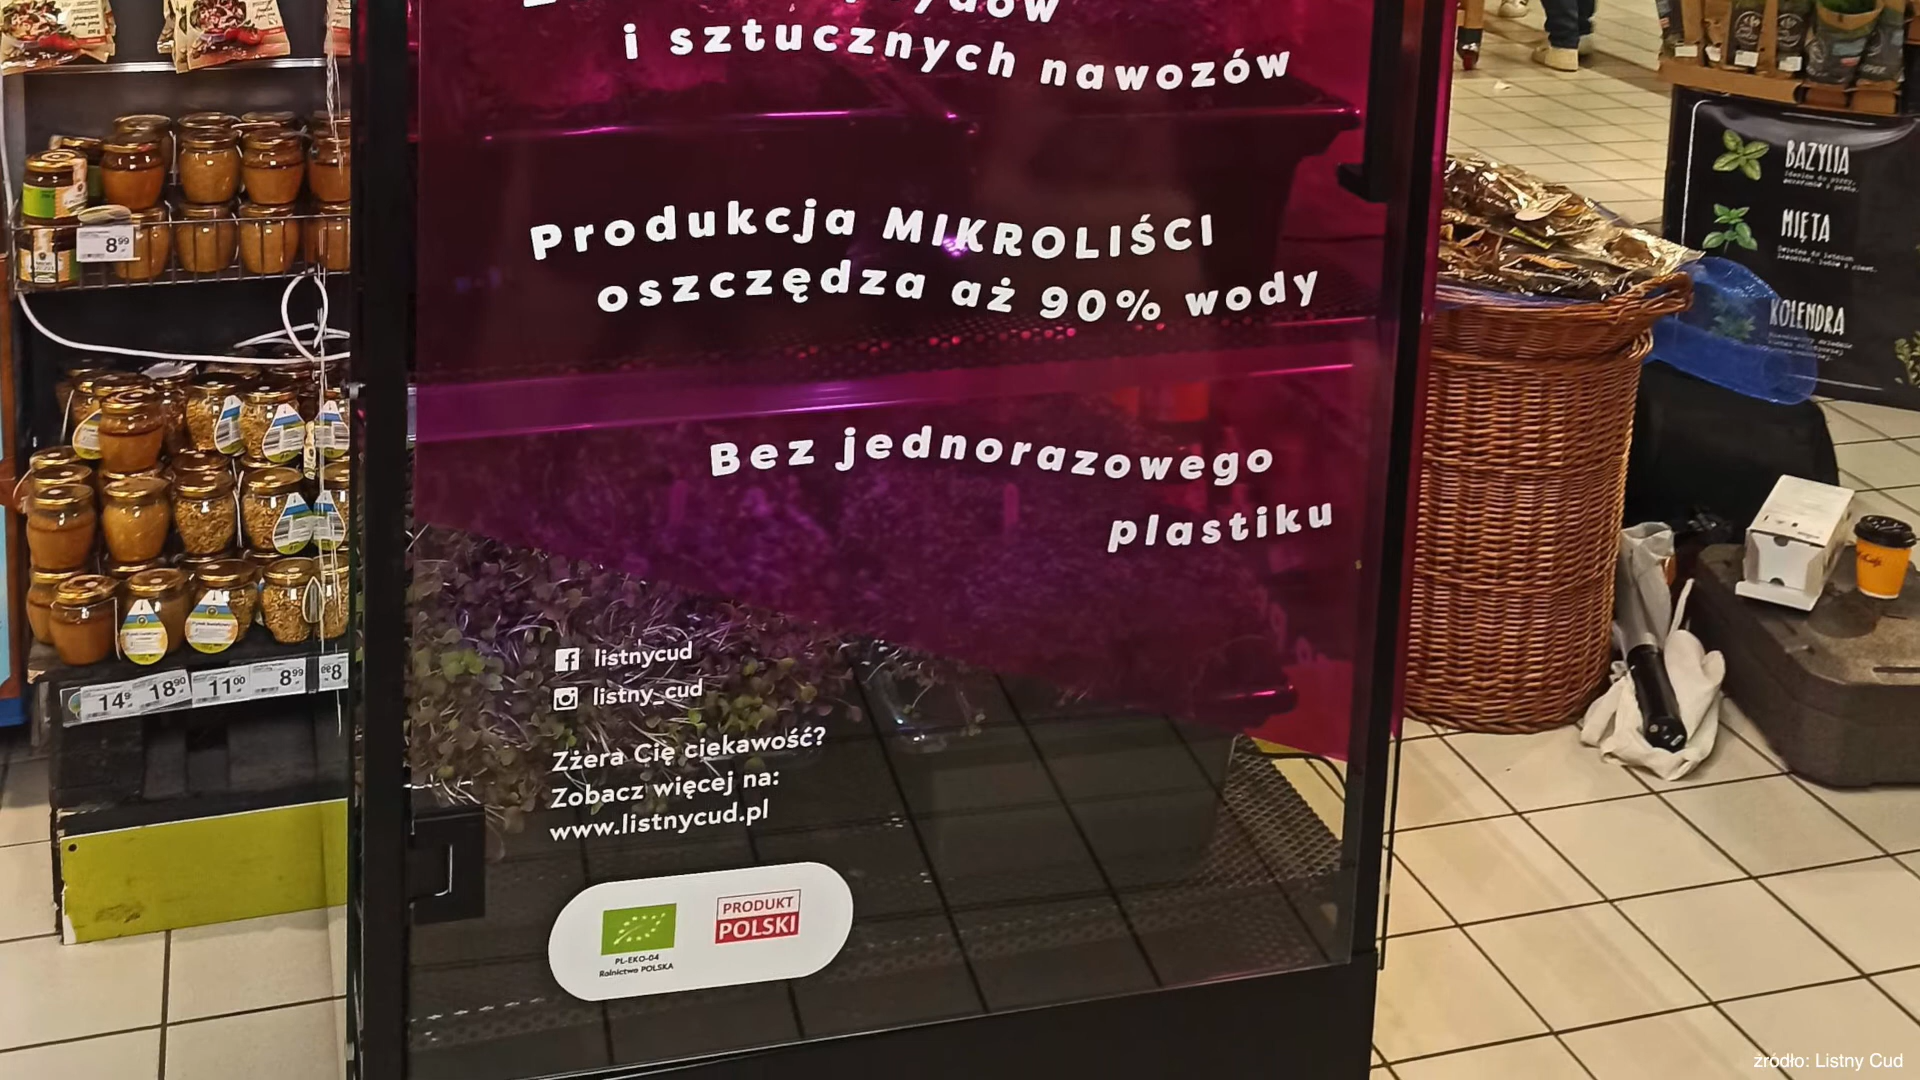 i sztucznych nawozów
Produkcja MIKROLIŚCI
oszczędza aż 90% wody
Bez jednorazowego
plastiku
listnycud
listny_cud
Zżera Cię ciekawość?
Zobacz więcej na:
www.listnycud.pl
PRODUKT
POLSKI
PL-EKO-04
Rolnictwo POLSKA
8 99
14 9
18 90
11 00
8 99
BAZYLIA
MIĘTA
KOLENDRA
źródło: Listny Cud